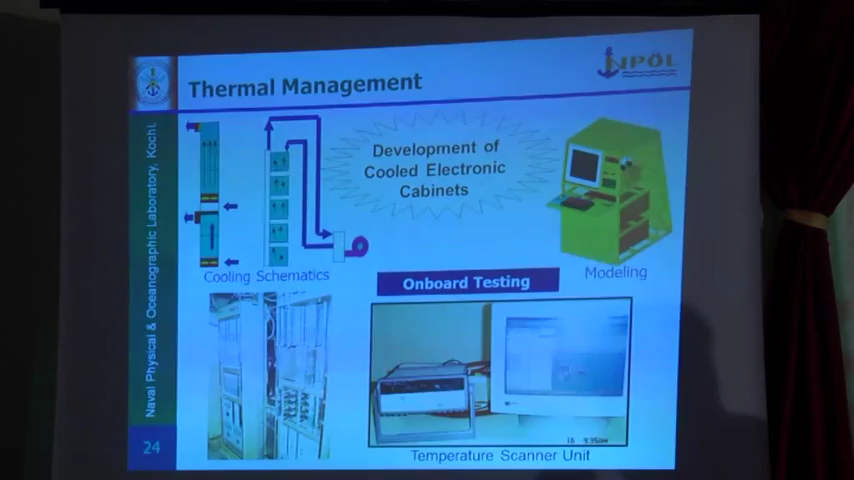 Thermal Management
NPÖL
Naval Physical & Oceanographic Laboratory, Kochi.
Development of
Cooled Electronic
Cabinets
Cooling Schematics
Modeling
Onboard Testing
Temperature Scanner Unit
24